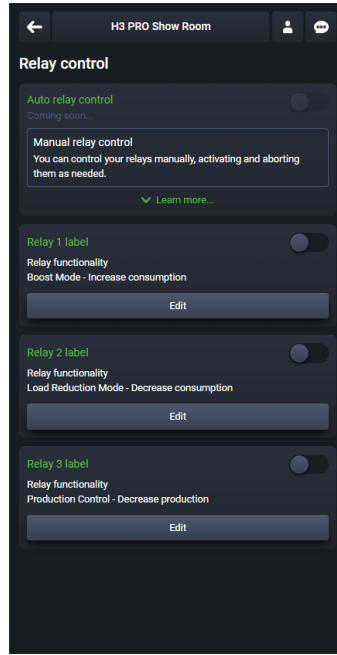 H3 PRO Show Room
Relay control
Auto relay control
Coming soon...
Manual relay control
You can control your relays manually, activating and aborting
them as needed.
Learn more...
Relay 1 label
Relay functionality
Boost Mode - Increase consumption
Edit
Relay 2 label
Relay functionality
Load Reduction Mode - Decrease consumption
Edit
Relay 3 label
Relay functionality
Production Control - Decrease production
Edit